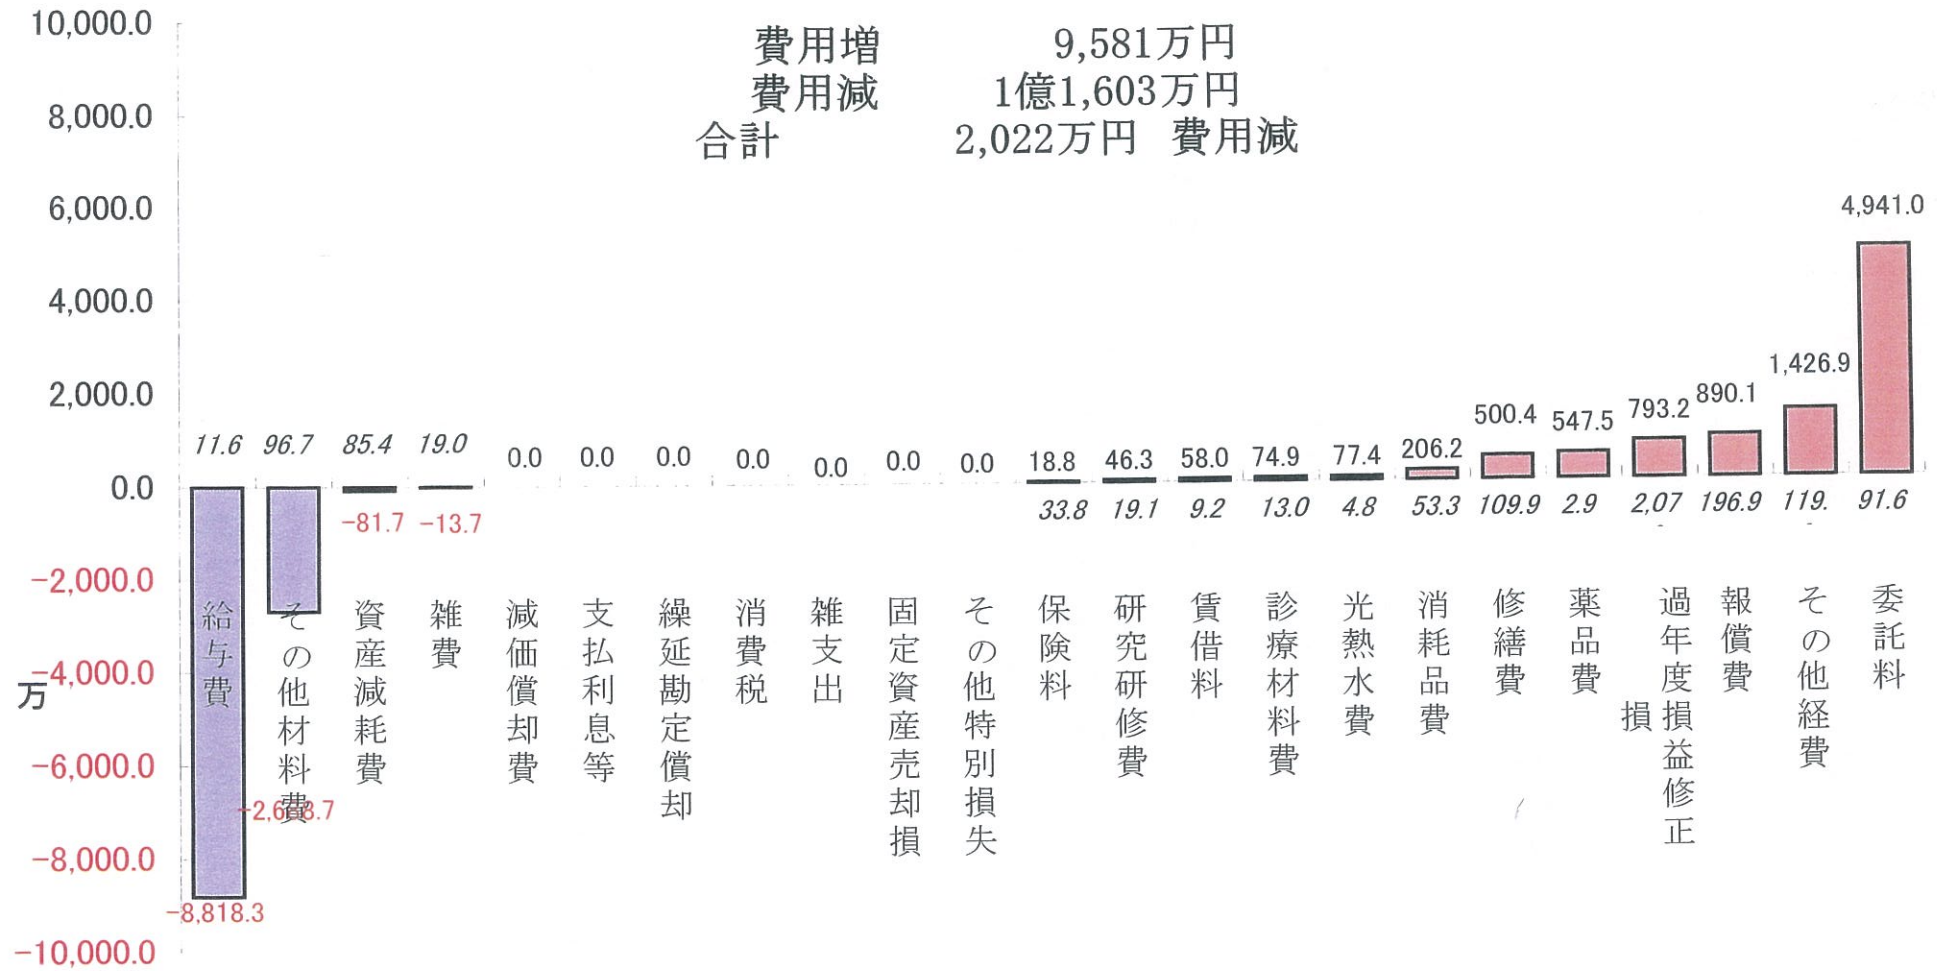 費用増 9,581万円
費用減 1億1,603万円
合計 2,022万円 費用減
10,000.0
8,000.0
6,000.0
4,000.0
2,000.0
0.0
-2,000.0
-4,000.0
万
-6,000.0
-8,000.0
-10,000.0
4,941.0
1,426.9
890.1
793.2
547.5
500.4
206.2
77.4
74.9
58.0
46.3
18.8
0.0 0.0 0.0 0.0 0.0 0.0 0.0
11.6 96.7 85.4 19.0
-81.7 -13.7
33.8 19.1 9.2 13.0 4.8 53.3 109.9 2.9 2,07 196.9 119. 91.6
給与費
その他材料費
資産減耗費
雑費
減価償却費
支払利息等
繰延勘定償却
消費税
雑支出
固定資産売却損
その他特別損失
保険料
研究研修費
賃借料
診療材料費
光熱水費
消耗品費
修繕費
薬品費
過年度損益修正
損
報償費
その他経費
委託料
-8,818.3